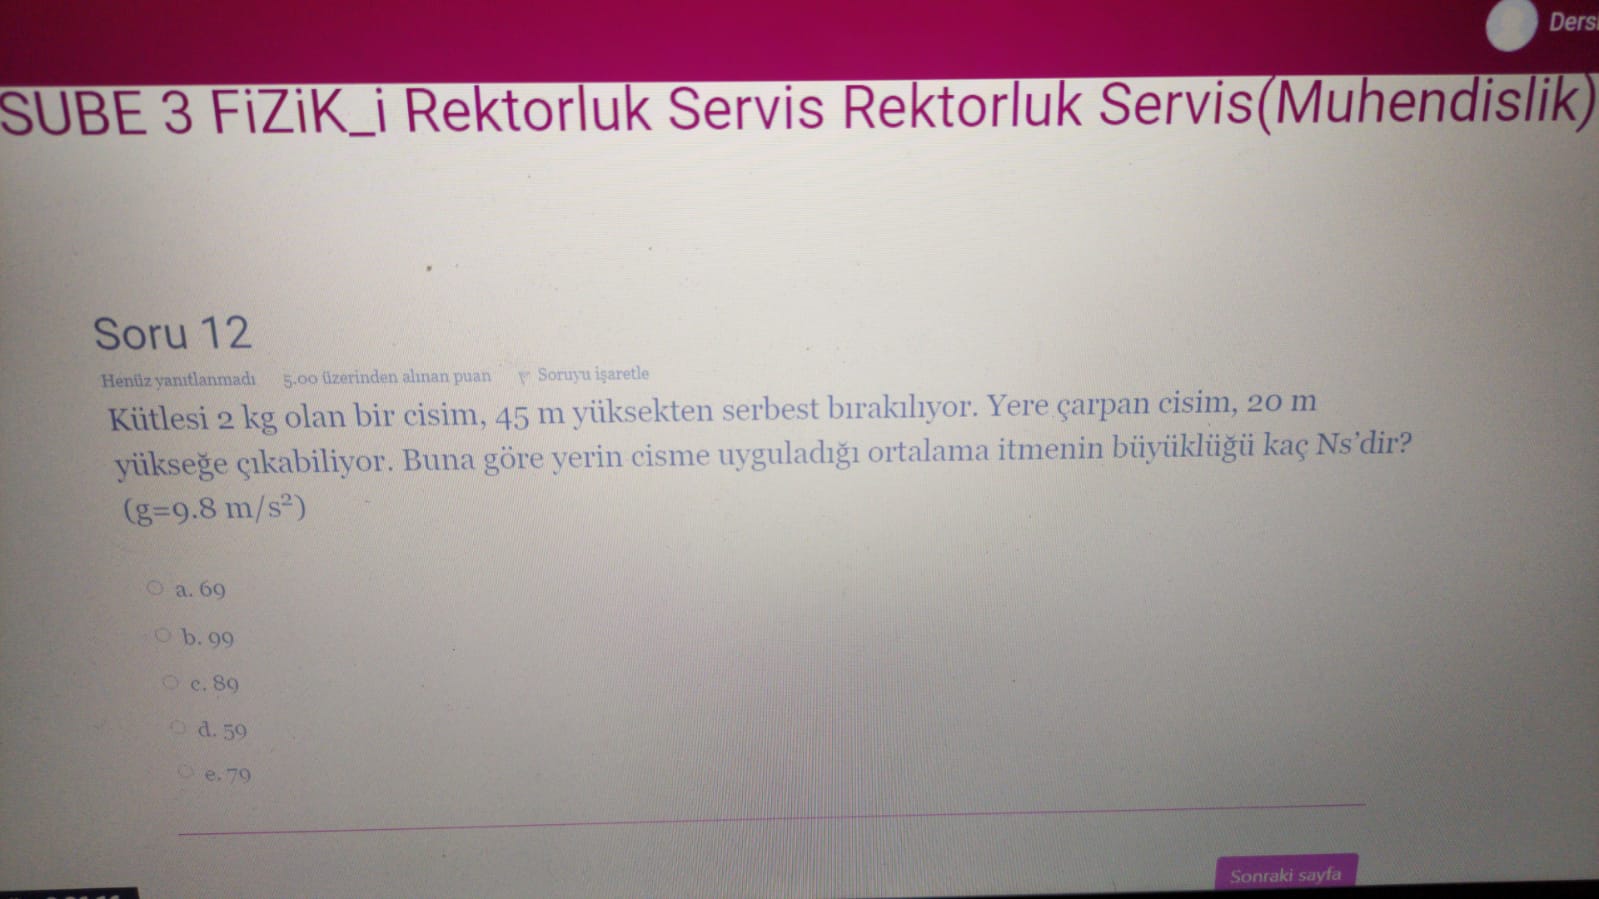 Ders
SUBE 3 FiZiK_i Rektorluk Servis Rektorluk Servis(Muhendislik)
Soru 12
Henüz yanıtlanmadı 5.00 üzerinden alınan puan Soruyu işaretle
Kütlesi 2 kg olan bir cisim, 45 m yüksekten serbest bırakılıyor. Yere çarpan cisim, 20 m
yükseğe çıkabiliyor. Buna göre yerin cisme uyguladığı ortalama itmenin büyüklüğü kaç Ns'dir?
(g=9.8 m/s²)
a. 69
b. 99
c. 89
d. 59
e. 79
Sonraki sayfa